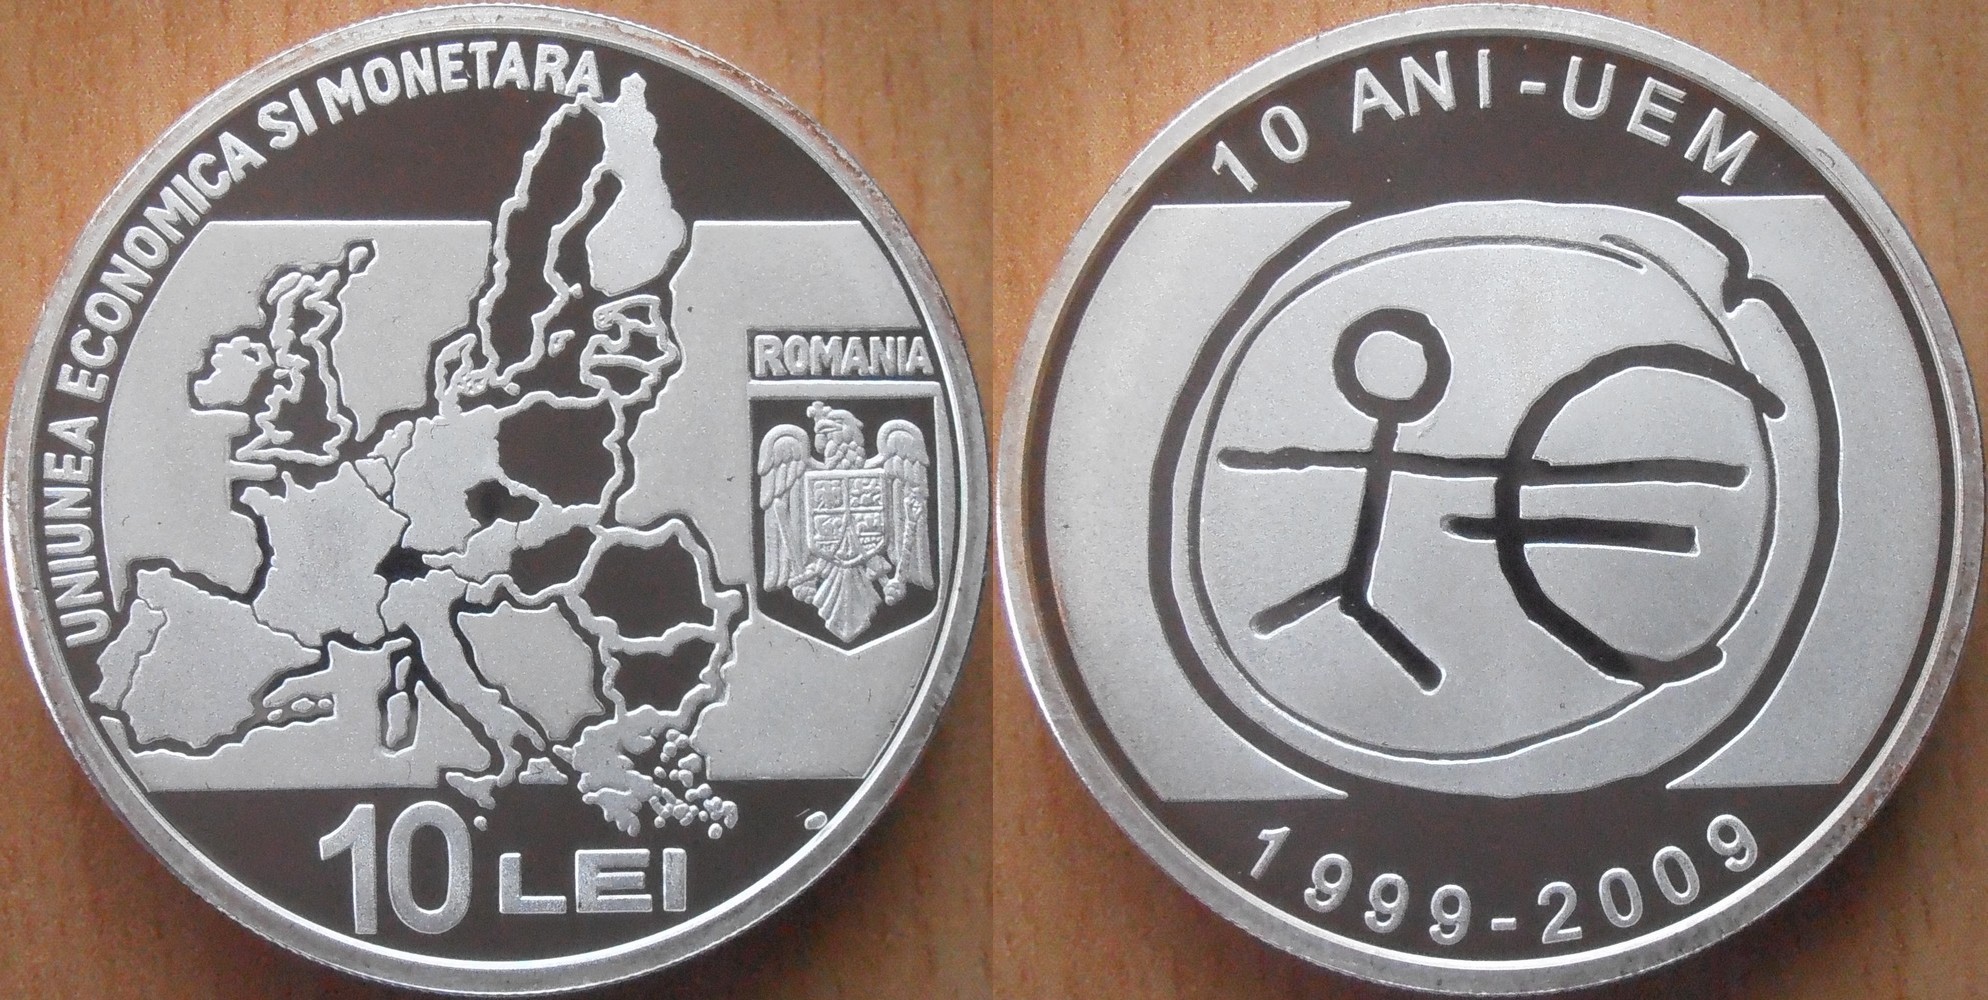 UNIUNEA ECONOMICA SI MONETARA
ROMANIA
10 LEI
10 ANI-UEM
1999-2009